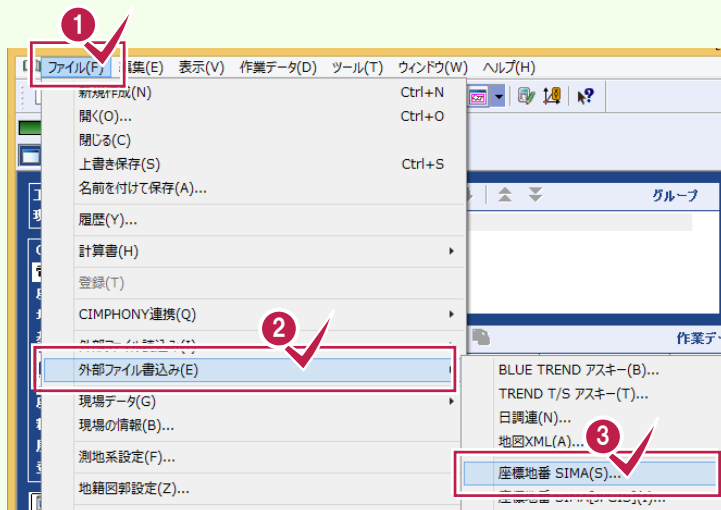 1
ファイル(F) 編集(E) 表示(V) 作業データ(D) ツール(T) ウィンドウ(W) ヘルプ(H)
新規作成(N) Ctrl+N
開く(O)... Ctrl+O
閉じる(C)
上書き保存(S) Ctrl+S
名前を付けて保存(A)...
グループ
履歴(Y)...
計算書(H)
登録(T)
CIMPHONY連携(Q)
2
作業デー
外部ファイル書込み(E)
BLUE TREND アスキー(B)...
TREND T/S アスキー(T)...
現場データ(G)
日調連(N)...
現場の情報(B)...
地図XML(A)...
3
測地系設定(F)...
座標地番 SIMA(S)...
地籍図郭設定(Z)...